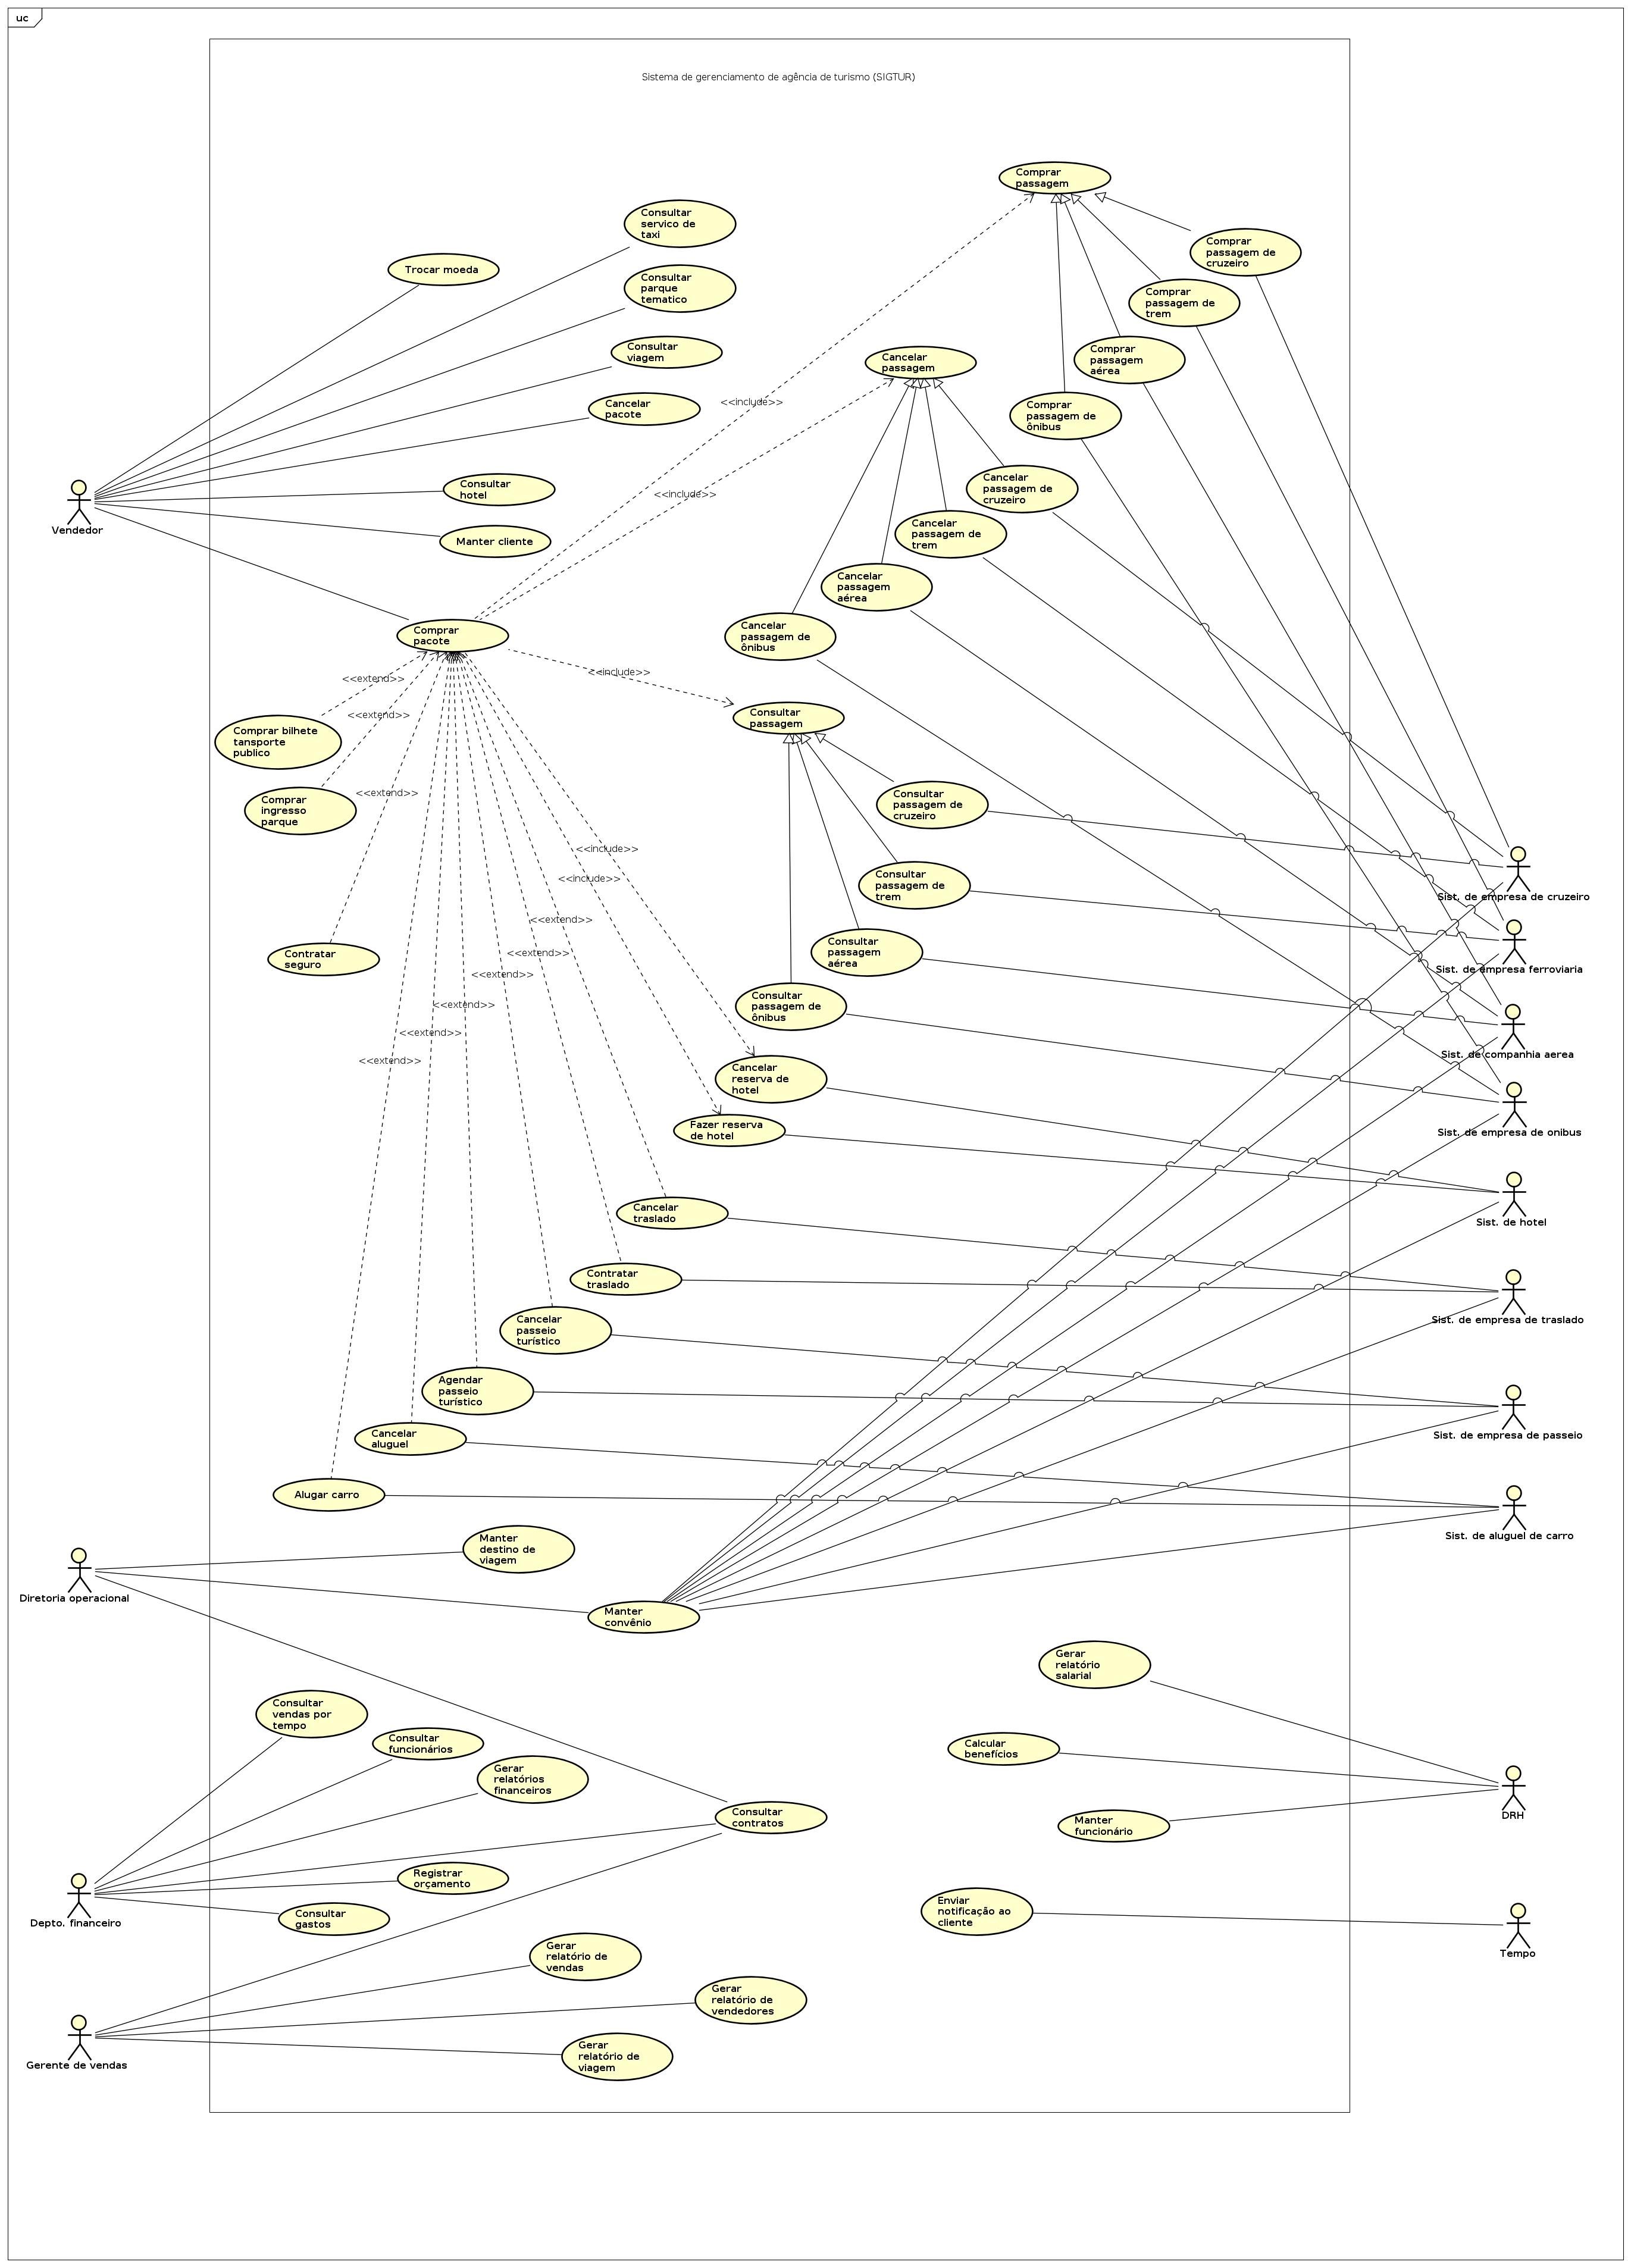 uc
Sistema de gerenciamento de agência de turismo (SIGTUR)
Comprar
passagem
Consultar
servico de
taxi
Comprar
passagem de
cruzeiro
Trocar moeda
Consultar
parque
tematico
Comprar
passagem de
trem
Consultar
viagem
Cancelar
passagem
Comprar
passagem
aérea
Cancelar
pacote
<<include>>
Comprar
passagem de
ônibus
Consultar
hotel
<<include>>
Cancelar
passagem de
cruzeiro
Vendedor
Manter cliente
Cancelar
passagem de
trem
Cancelar
passagem
aérea
Comprar
pacote
Cancelar
passagem de
ônibus
<<extend>>
<<include>>
<<extend>>
Consultar
passagem
Comprar bilhete
tansporte
publico
<<extend>>
Comprar
ingresso
parque
Consultar
passagem de
cruzeiro
<<include>>
<<include>>
Consultar
passagem de
trem
Sist. de empresa de cruzeiro
<<extend>>
Contratar
seguro
<<extend>>
Consultar
passagem
aérea
Sist. de empresa ferroviaria
<<extend>>
<<extend>>
Consultar
passagem de
ônibus
<<extend>>
<<extend>>
Sist. de companhia aerea
Cancelar
reserva de
hotel
Fazer reserva
de hotel
Sist. de empresa de onibus
Cancelar
traslado
Sist. de hotel
Contratar
traslado
Cancelar
passeio
turístico
Sist. de empresa de traslado
Agendar
passeio
turístico
Cancelar
aluguel
Sist. de empresa de passeio
Alugar carro
Sist. de aluguel de carro
Manter
destino de
viagem
Diretoria operacional
Manter
convênio
Gerar
relatório
salarial
Consultar
vendas por
tempo
Consultar
funcionários
Calcular
benefícios
Gerar
relatórios
financeiros
Consultar
contratos
DRH
Manter
funcionário
Registrar
orçamento
Consultar
gastos
Depto. financeiro
Enviar
notificação ao
cliente
Tempo
Gerar
relatório de
vendas
Gerar
relatório de
vendedores
Gerente de vendas
Gerar
relatório de
viagem